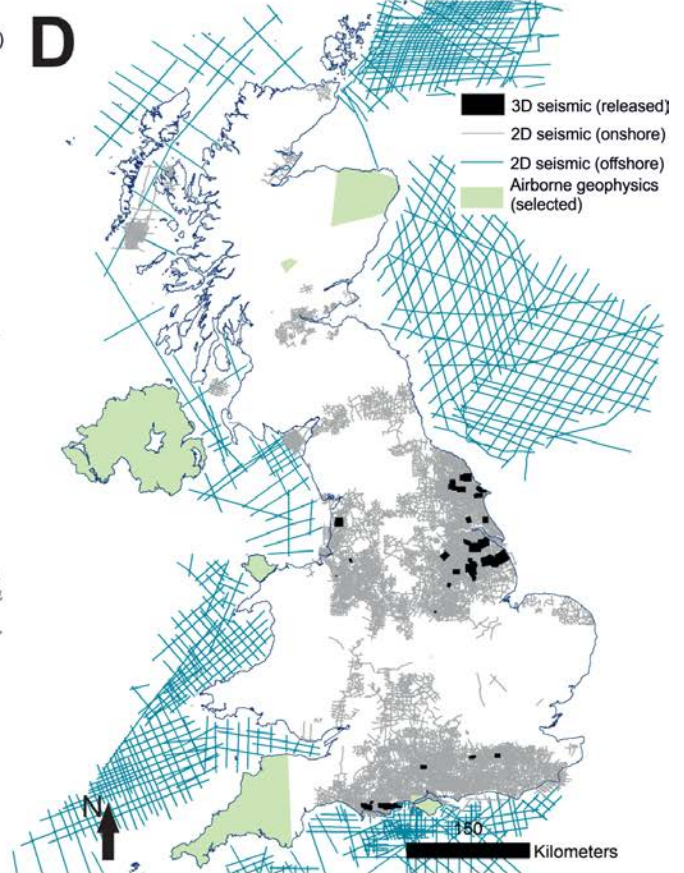 D
3D seismic (released)
2D seismic (onshore)
2D seismic (offshore)
Airborne geophysics
(selected)
N
150
Kilometers